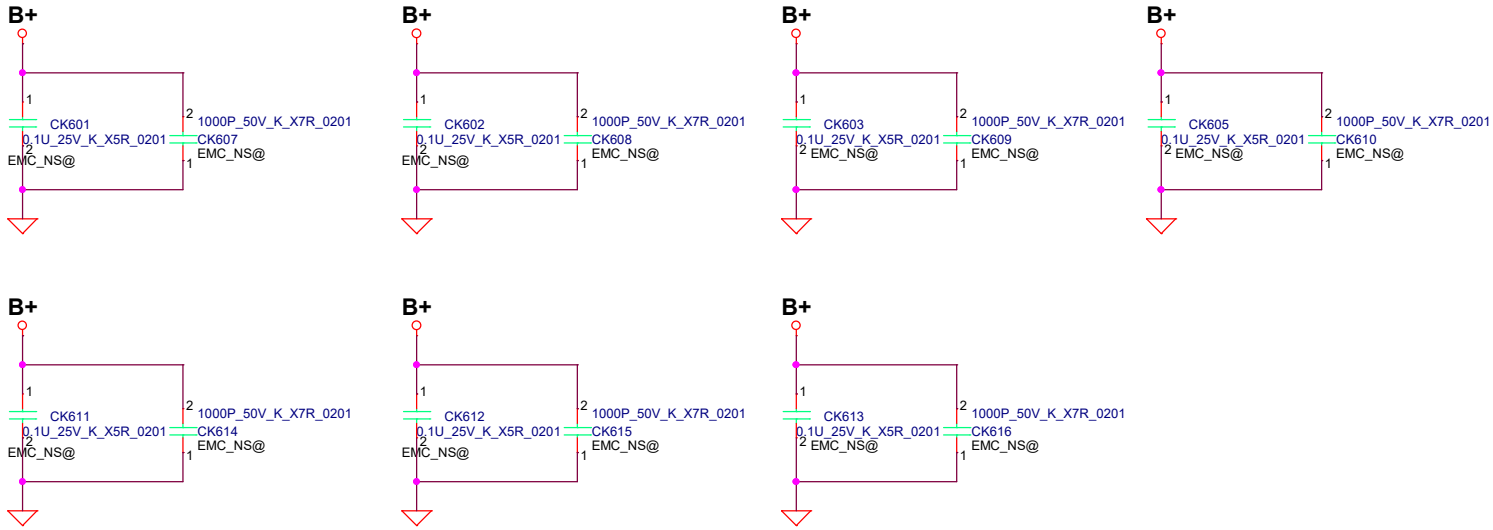 B+
1
CK601
0.1U_25V_K_X5R_0201
2
EMC_NS@
2
1000P_50V_K_X7R_0201
CK607
EMC_NS@
1
B+
1
CK602
0.1U_25V_K_X5R_0201
2
EMC_NS@
2
1000P_50V_K_X7R_0201
CK608
EMC_NS@
1
B+
1
CK603
0.1U_25V_K_X5R_0201
2 EMC_NS@
2
1000P_50V_K_X7R_0201
CK609
EMC_NS@
1
B+
1
CK605
0.1U_25V_K_X5R_0201
2 EMC_NS@
2
1000P_50V_K_X7R_0201
CK610
EMC_NS@
1
B+
1
CK611
0.1U_25V_K_X5R_0201
2
EMC_NS@
2
1000P_50V_K_X7R_0201
CK614
EMC_NS@
1
B+
1
CK612
0.1U_25V_K_X5R_0201
2
EMC_NS@
2
1000P_50V_K_X7R_0201
CK615
EMC_NS@
1
B+
1
CK613
0.1U_25V_K_X5R_0201
2 EMC_NS@
2
1000P_50V_K_X7R_0201
CK616
EMC_NS@
1